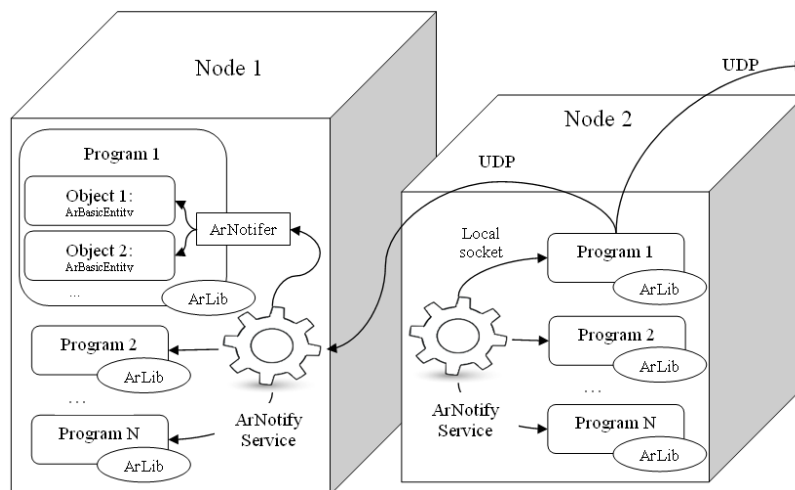 Node 1
Program 1
Object 1:
ArBasicEntity
Object 2:
ArBasicEntity
...
ArNotifer
ArLib
Program 2
ArLib
...
Program N
ArLib
ArNotify
Service
UDP
UDP
Node 2
Local
socket
Program 1
ArLib
Program 2
ArLib
...
ArNotify
Service
Program N
ArLib